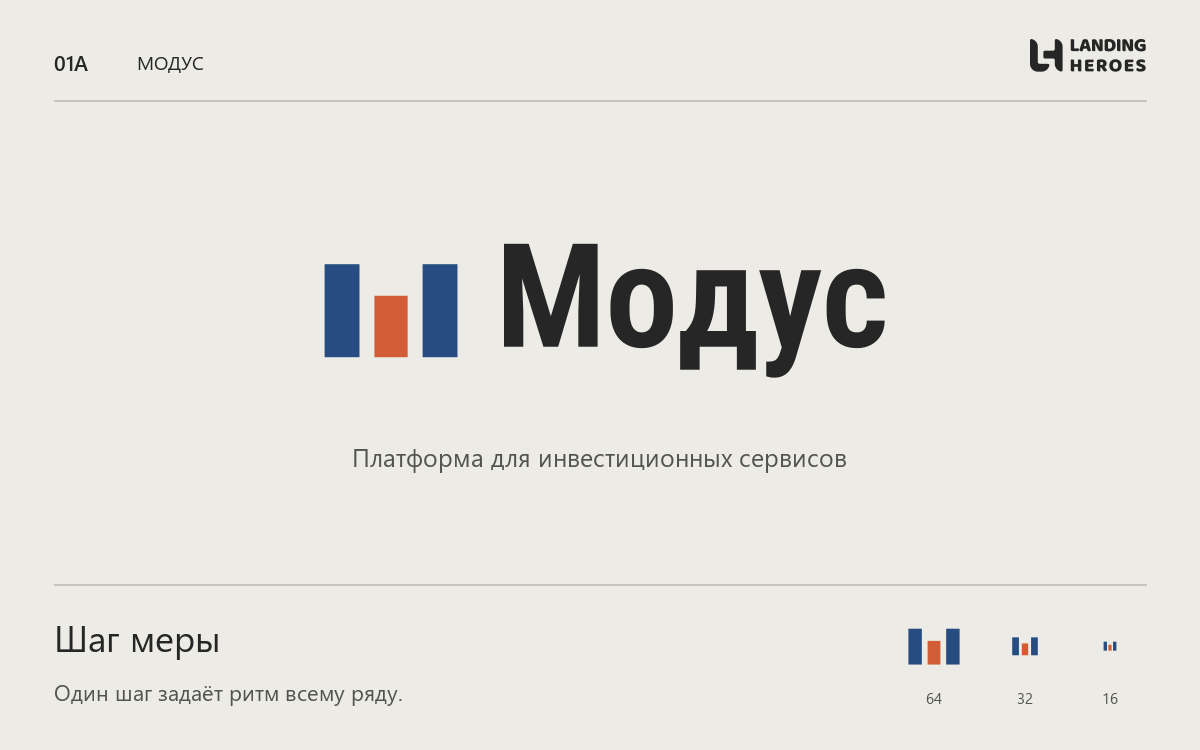 01A МОДУС
LANDING
HEROES
Модус
Платформа для инвестиционных сервисов
Шаг меры
Один шаг задаёт ритм всему ряду.
64 32 16